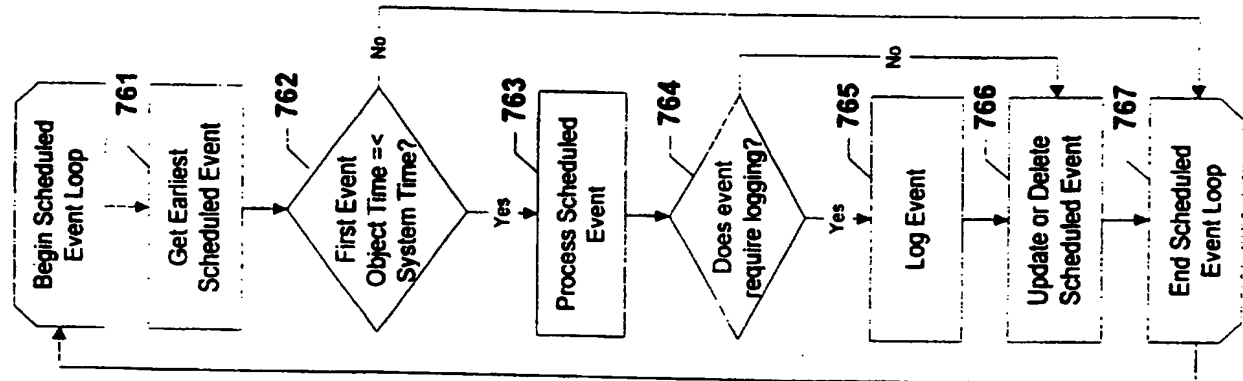 Begin Scheduled
Event Loop
761
Get Earliest
Scheduled Event
762
First Event
Object Time =<
System Time?
No
Yes
763
Process Scheduled
Event
764
Does event
require logging?
No
Yes
765
Log Event
766
Update or Delete
Scheduled Event
767
End Scheduled
Event Loop